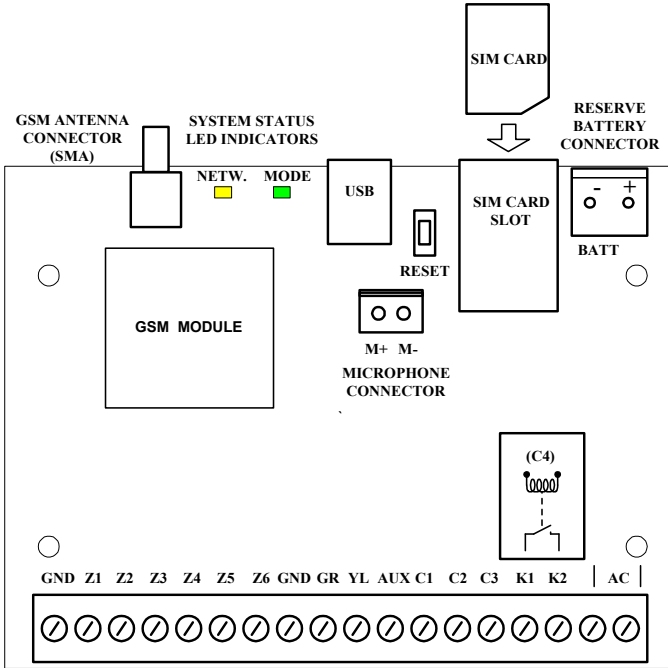 SIM CARD
GSM ANTENNA
CONNECTOR
(SMA)
SYSTEM STATUS
LED INDICATORS
RESERVE
BATTERY
CONNECTOR
NETW. MODE
USB
SIM CARD
SLOT
- +
BATT
RESET
GSM MODULE
M+ M-
MICROPHONE
CONNECTOR
(C4)
GND Z1 Z2 Z3 Z4 Z5 Z6 GND GR YL AUX C1 C2 C3 K1 K2 | AC |